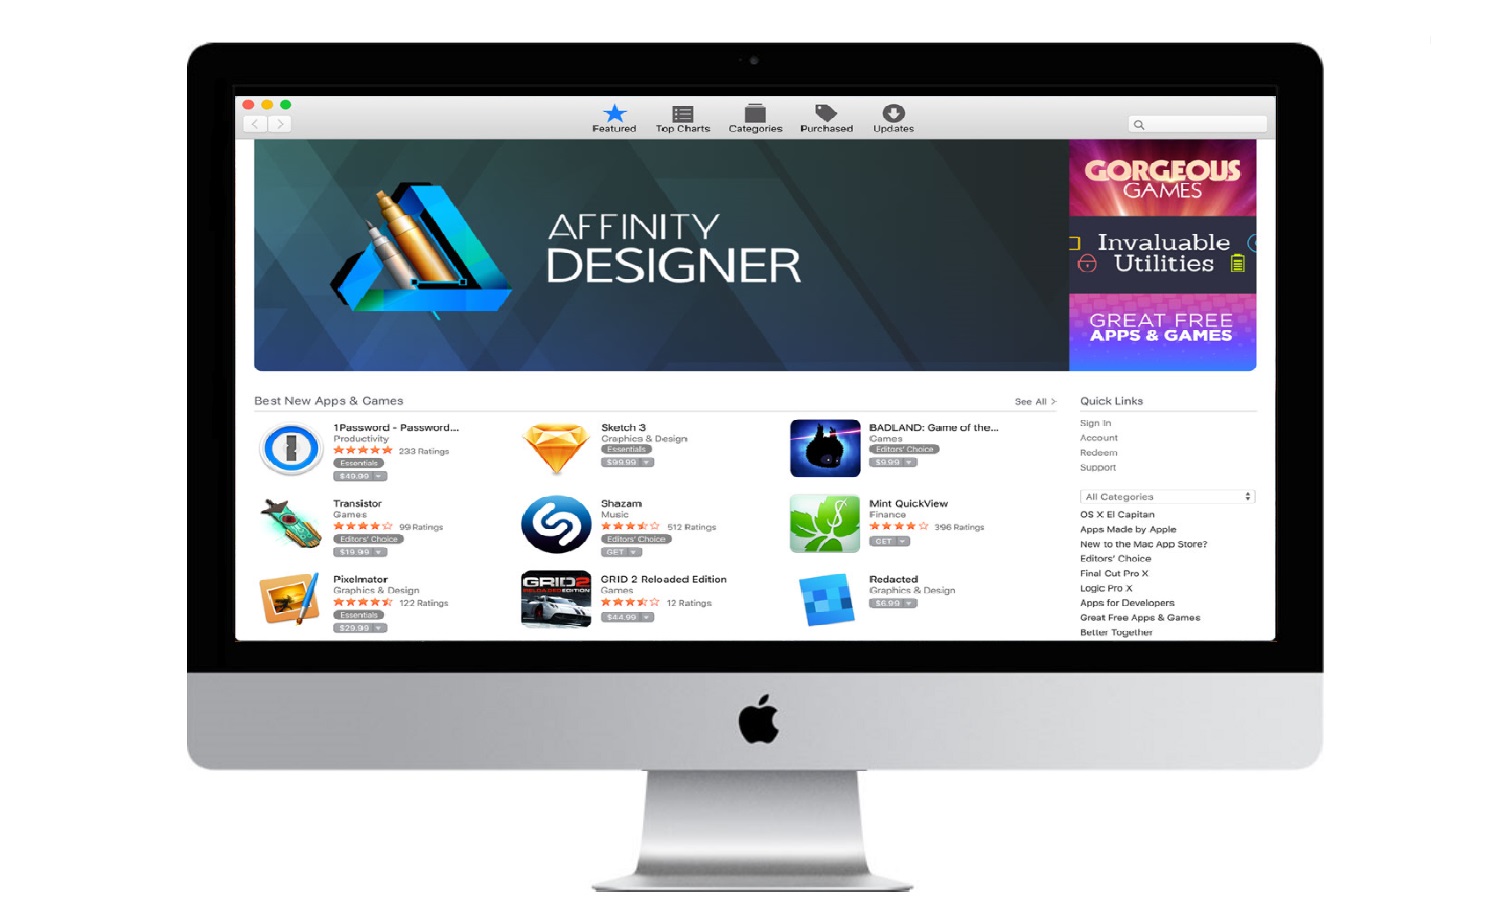 Featured
Top Charts
Categories
Purchased
Updates
AFFINITY
DESIGNER
GORGEOUS
GAMES
Invaluable
Utilities
GREAT FREE
APPS & GAMES
Best New Apps & Games
See All >
1Password - Password...
Productivity
233 Ratings
Essentials
$49.99
Sketch 3
Graphics & Design
Essentials
$99.99
BADLAND: Game of the...
Games
Editors' Choice
$9.99
Transistor
Games
99 Ratings
Editors' Choice
$19.99
Shazam
Music
512 Ratings
Editors' Choice
GET
Mint QuickView
Finance
396 Ratings
GET
Pixelmator
Graphics & Design
122 Ratings
Essentials
$29.99
GRID2
RELOADED EDITION
GRID 2 Reloaded Edition
Games
12 Ratings
$44.99
Redacted
Graphics & Design
$6.99
Quick Links
Sign In
Account
Redeem
Support
All Categories
OS X El Capitan
Apps Made by Apple
New to the Mac App Store?
Editors' Choice
Final Cut Pro X
Logic Pro X
Apps for Developers
Great Free Apps & Games
Better Together